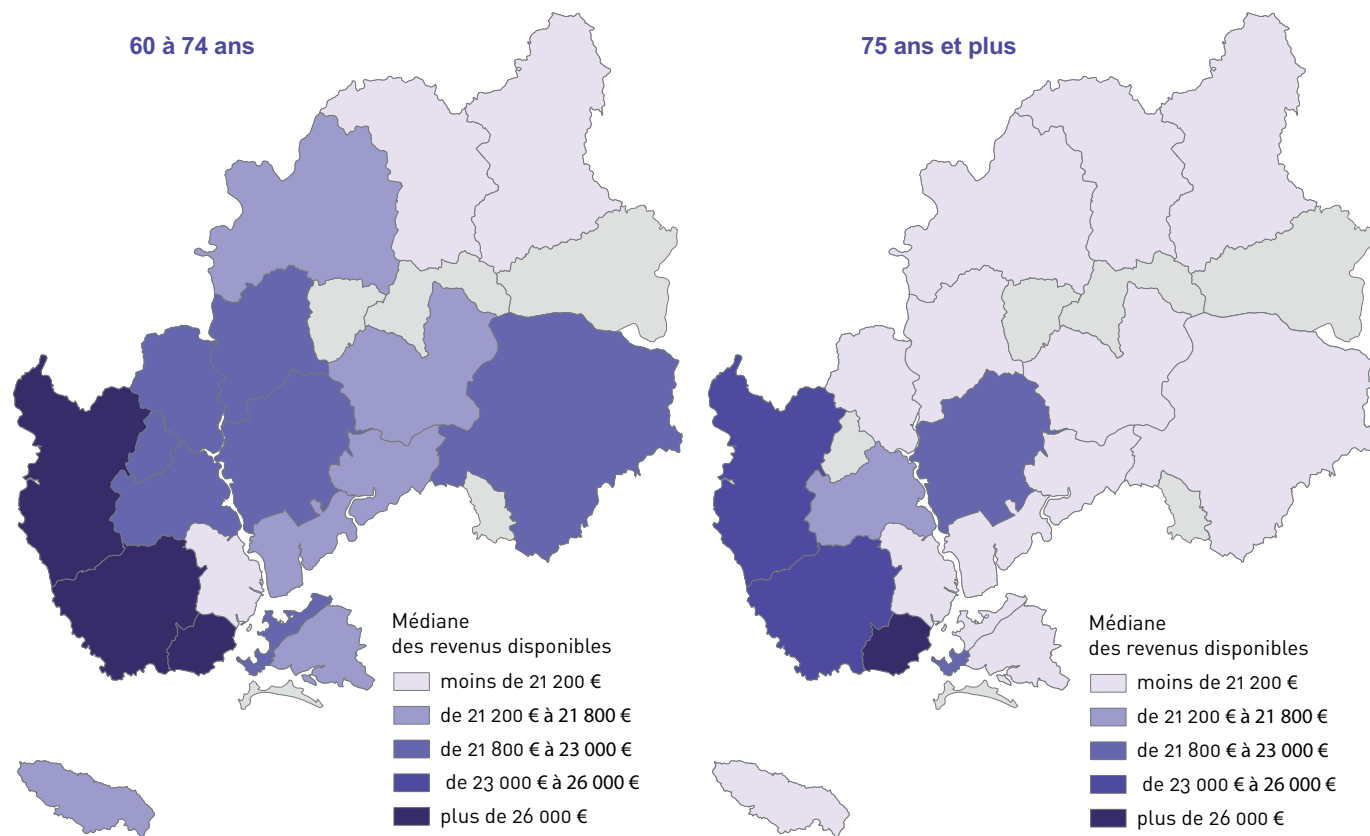 60 à 74 ans
Médiane
des revenus disponibles
moins de 21 200 €
de 21 200 € à 21 800 €
de 21 800 € à 23 000 €
de 23 000 € à 26 000 €
plus de 26 000 €
75 ans et plus
Médiane
des revenus disponibles
moins de 21 200 €
de 21 200 € à 21 800 €
de 21 800 € à 23 000 €
de 23 000 € à 26 000 €
plus de 26 000 €